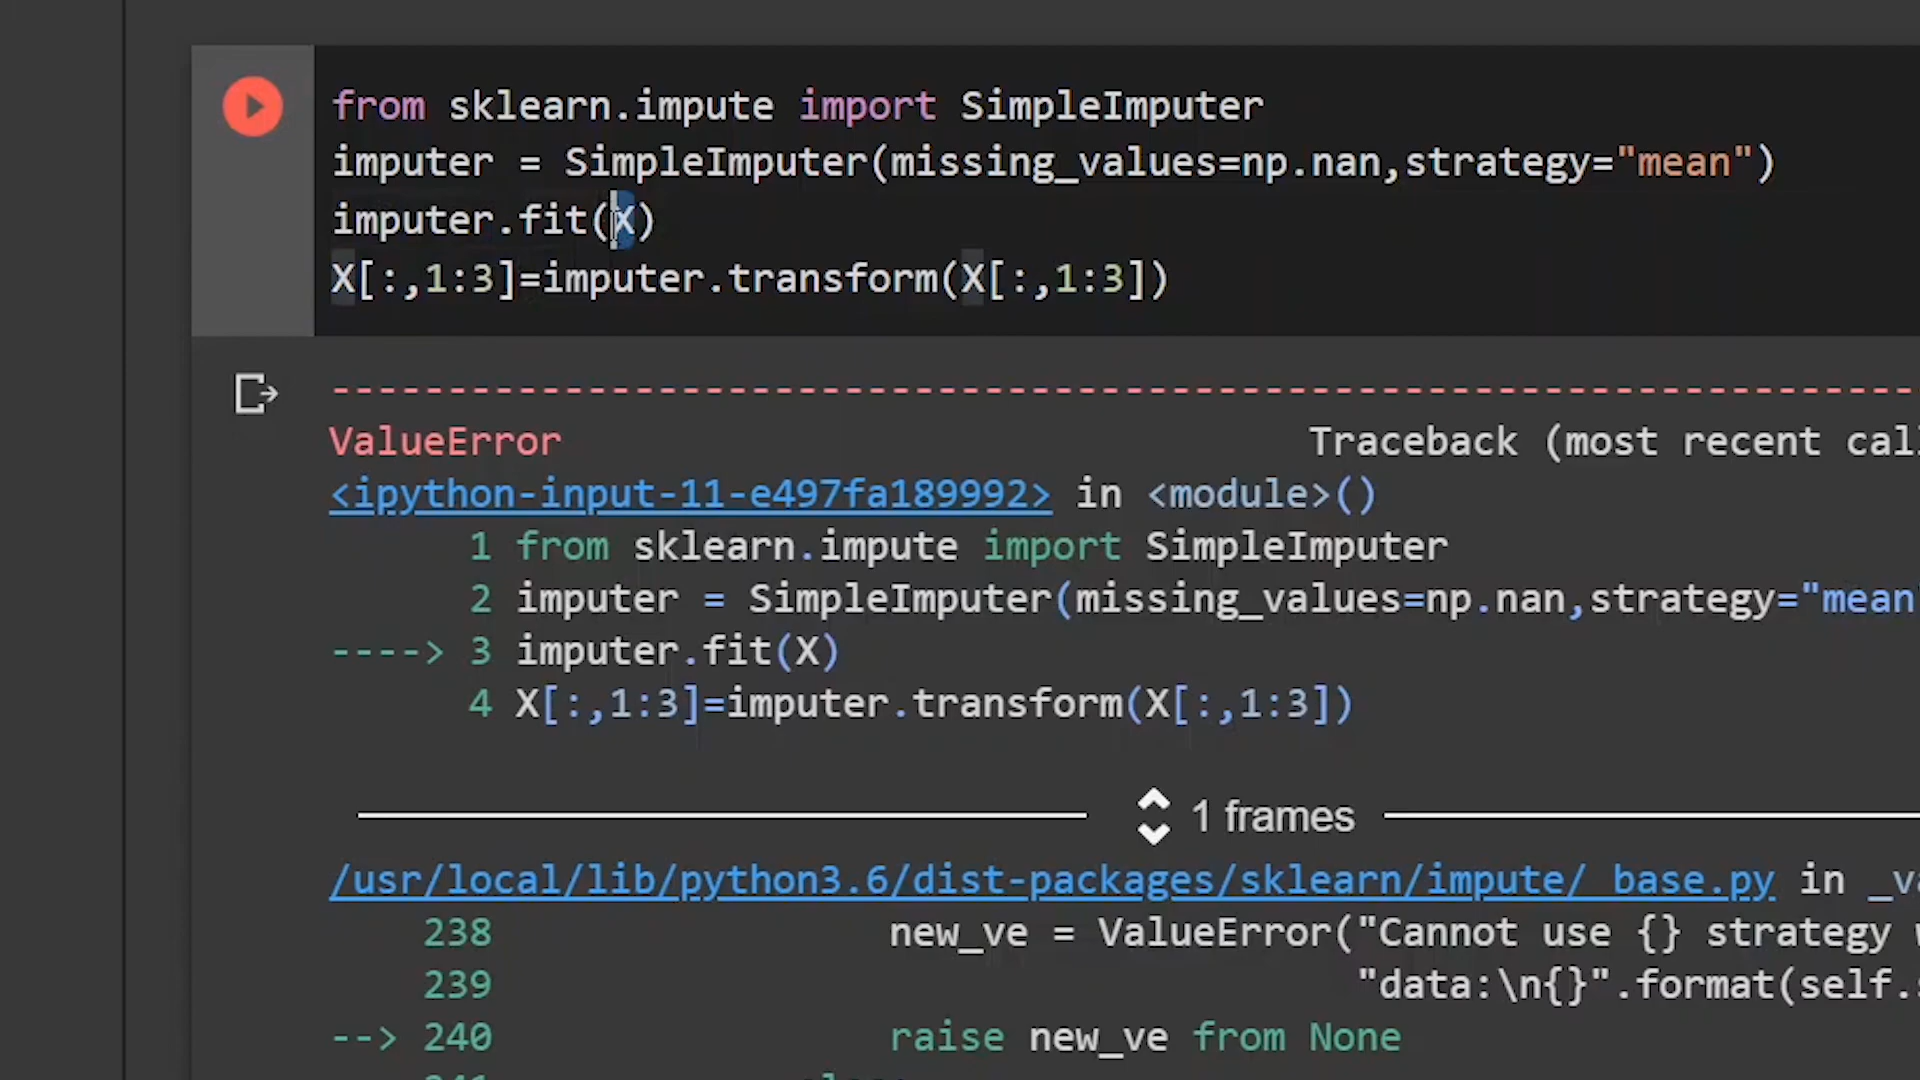 from sklearn.impute import SimpleImputer
imputer = SimpleImputer(missing_values=np.nan,strategy="mean")
imputer.fit(X)
X[:,1:3]=imputer.transform(X[:,1:3])
---------------------------------------------------------------------
ValueError Traceback (most recent cal
<ipython-input-11-e497fa189992> in <module>()
1 from sklearn.impute import SimpleImputer
2 imputer = SimpleImputer(missing_values=np.nan,strategy="mean
----> 3 imputer.fit(X)
4 X[:,1:3]=imputer.transform(X[:,1:3])
1 frames
/usr/local/lib/python3.6/dist-packages/sklearn/impute/_base.py in _v
238 new_ve = ValueError("Cannot use {} strategy
239 "data:\n{}".format(self.
--> 240 raise new_ve from None